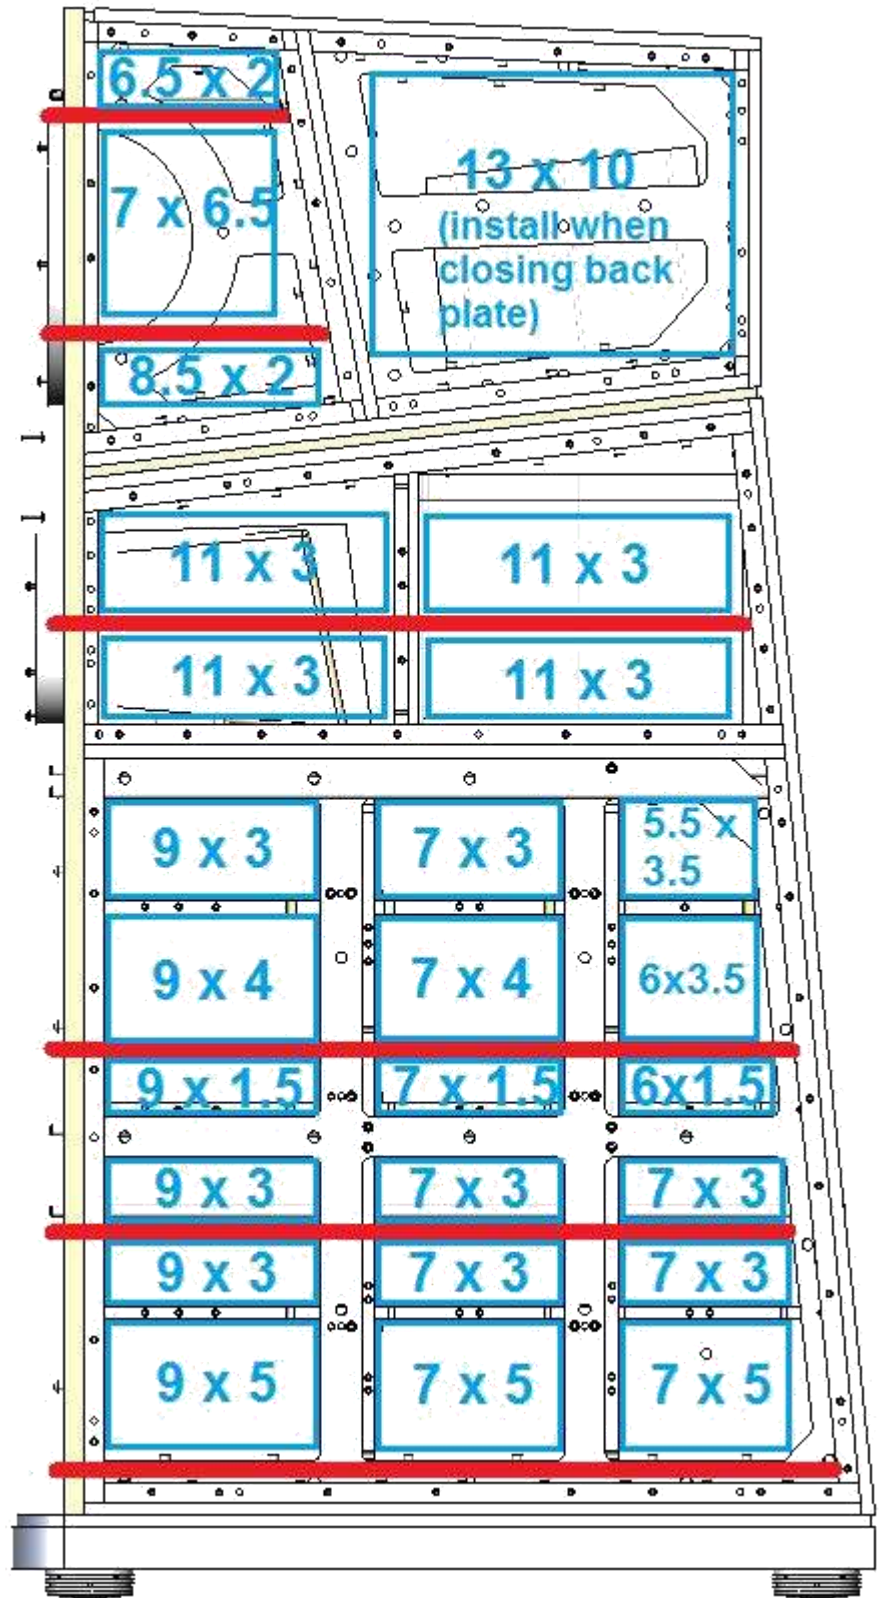 6.5 x 2
7 x 6.5
13 x 10
(install when
closing back
plate)
8.5 x 2
11 x 3
11 x 3
11 x 3
11 x 3
9 x 3
7 x 3
5.5 x
3.5
9 x 4
7 x 4
6x3.5
9 x 1.5
7 x 1.5
6x1.5
9 x 3
7 x 3
7 x 3
9 x 3
7 x 3
7 x 3
9 x 5
7 x 5
7 x 5